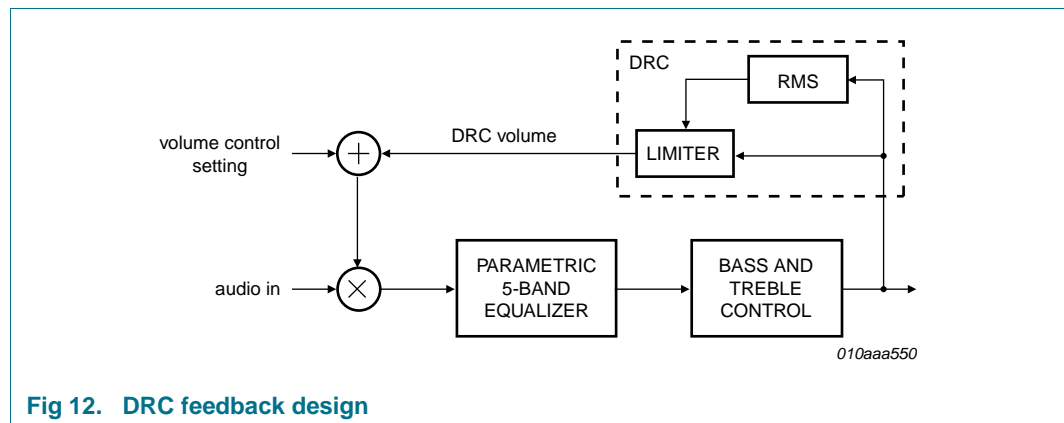 DRC
RMS
volume control
setting
+
DRC volume
LIMITER
audio in
×
PARAMETRIC
5-BAND
EQUALIZER
BASS AND
TREBLE
CONTROL
010aaa550
Fig 12. DRC feedback design